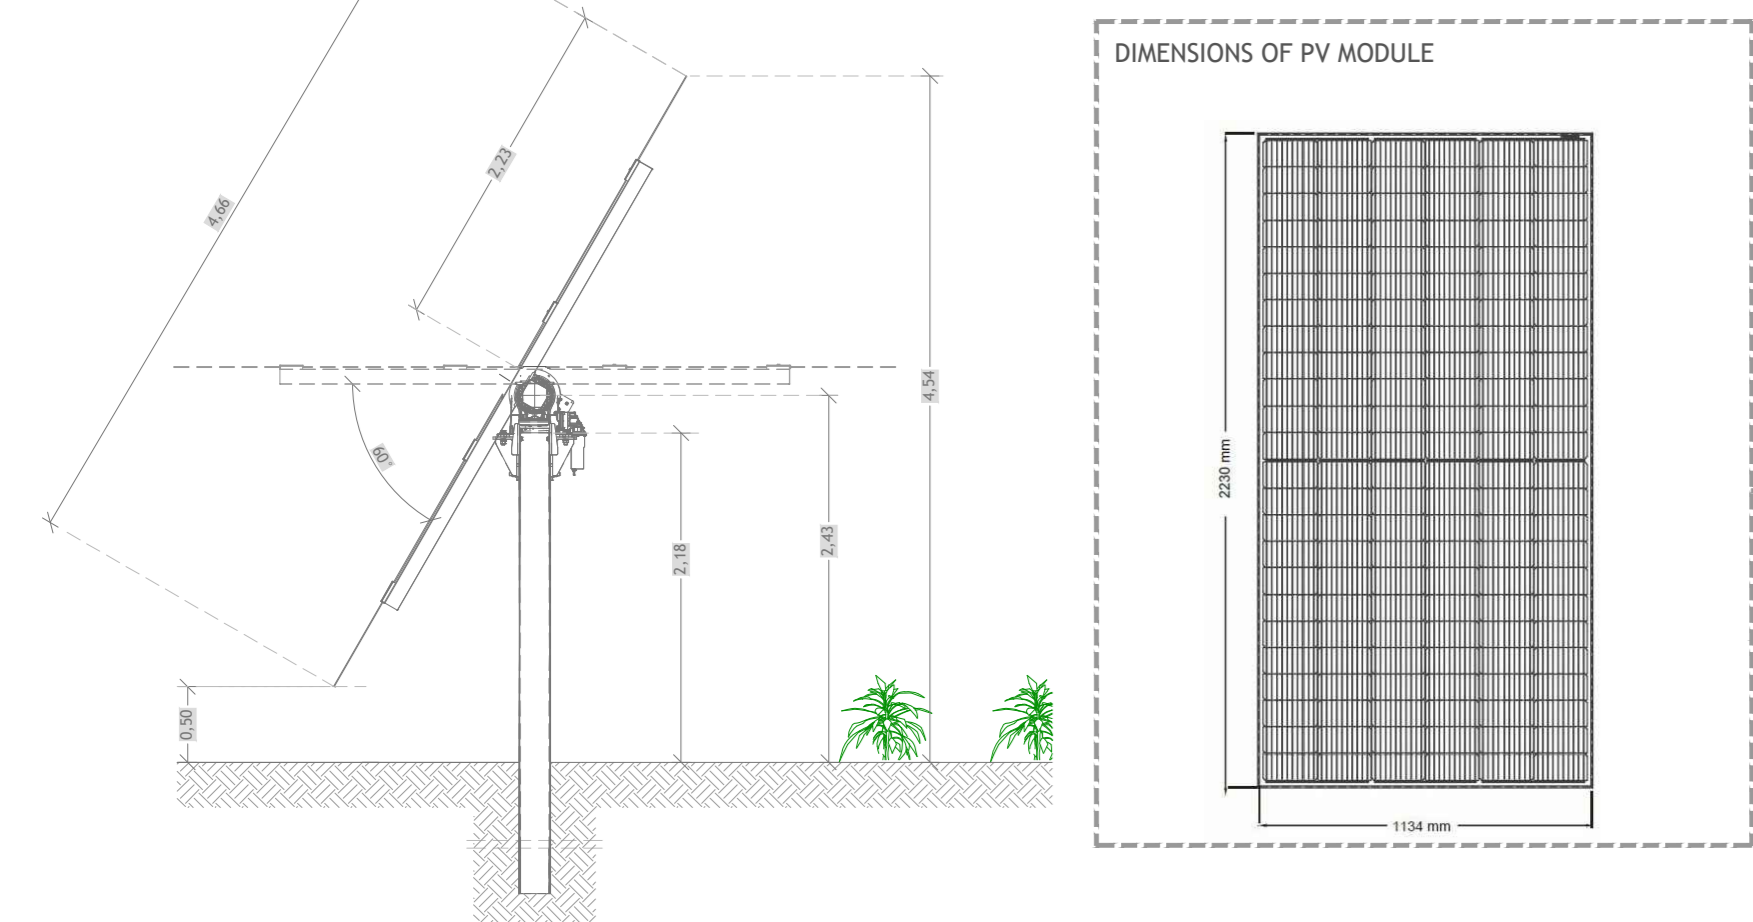 DIMENSIONS OF PV MODULE
2,23
4,66
4,54
60°
2,43
2,18
0,50
2230 mm
1134 mm